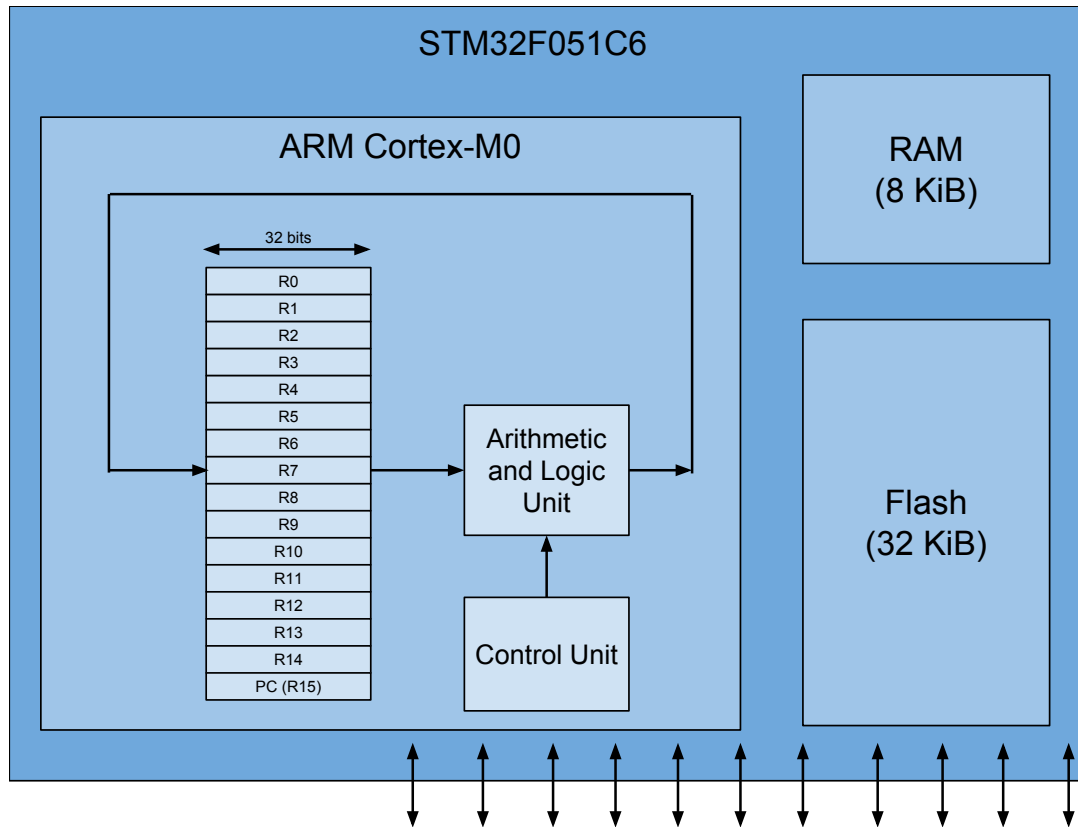 STM32F051C6
ARM Cortex-M0
32 bits
R0
R1
R2
R3
R4
R5
R6
R7
R8
R9
R10
R11
R12
R13
R14
PC (R15)
Arithmetic
and Logic
Unit
Control Unit
RAM
(8 KiB)
Flash
(32 KiB)